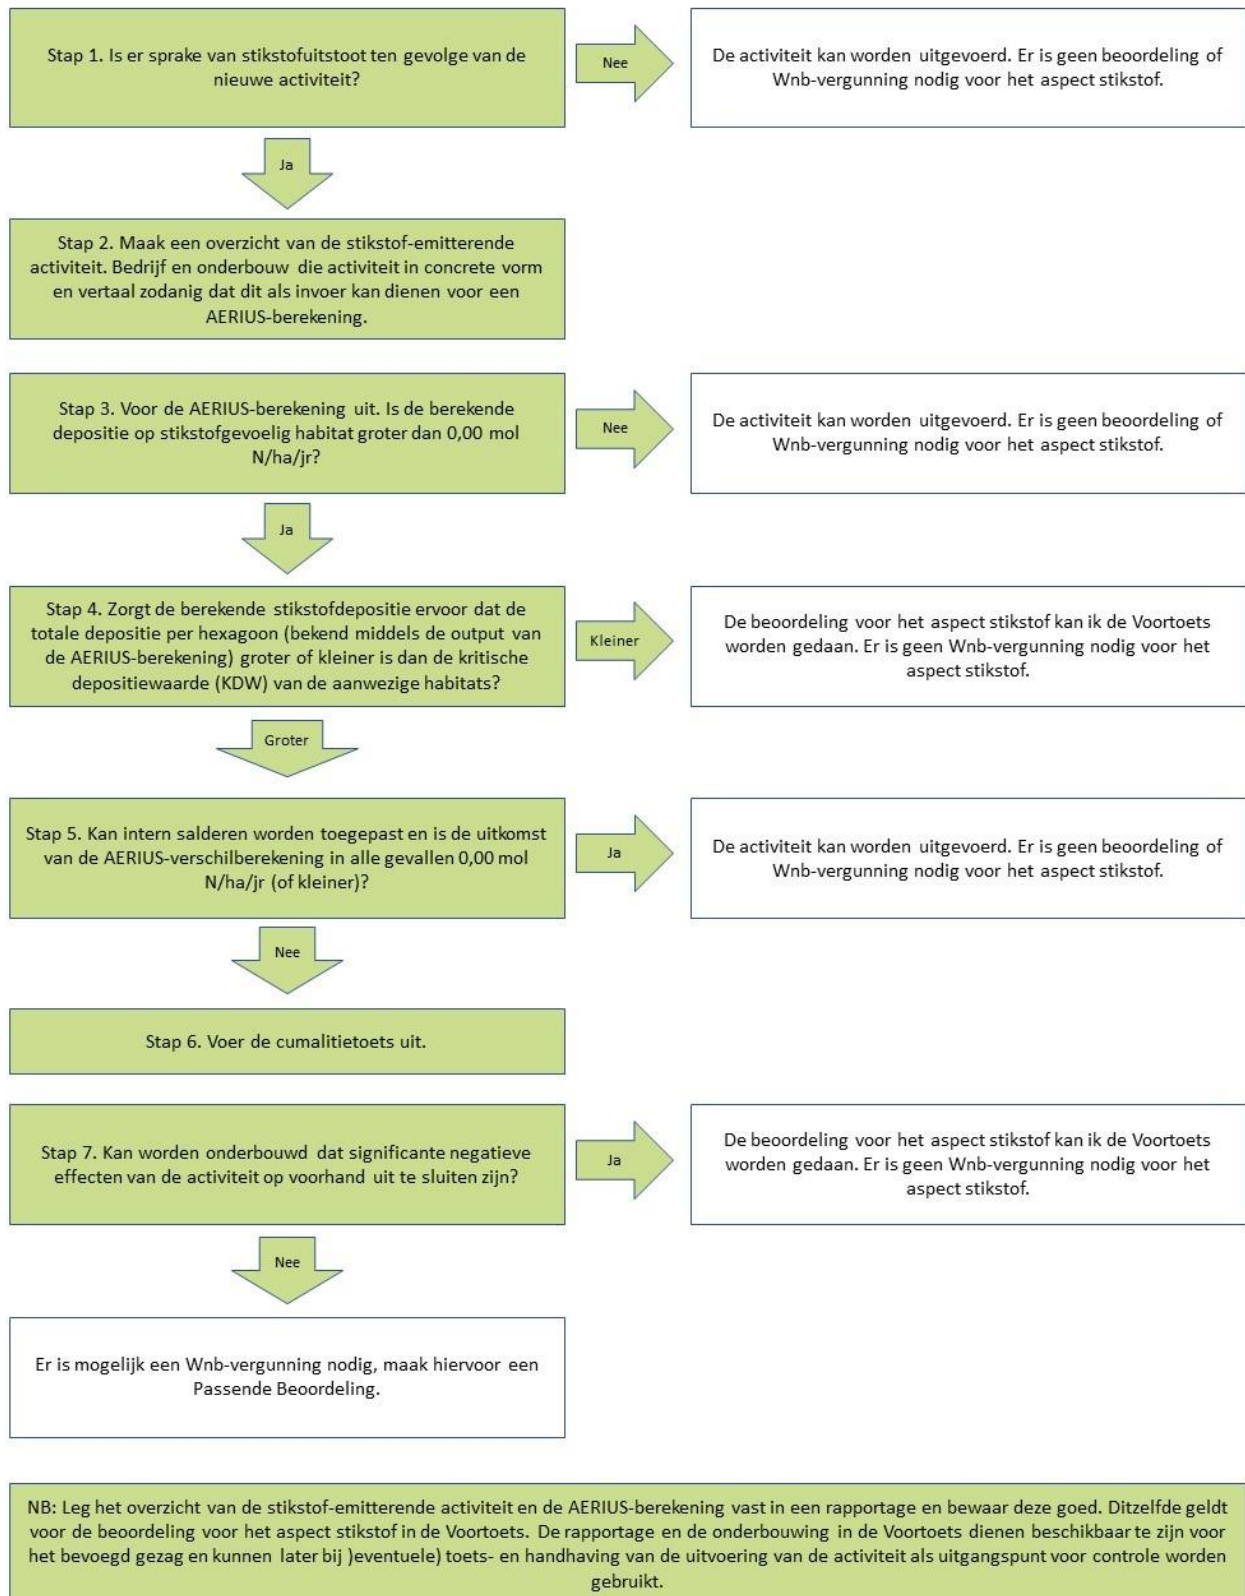 Stap 1. Is er sprake van stikstofuitstoot ten gevolge van de
nieuwe activiteit?
Nee
De activiteit kan worden uitgevoerd. Er is geen beoordeling of
Wnb-vergunning nodig voor het aspect stikstof.
Ja
Stap 2. Maak een overzicht van de stikstof-emitterende
activiteit. Bedrijf en onderbouw die activiteit in concrete vorm
en vertaal zodanig dat dit als invoer kan dienen voor een
AERIUS-berekening.
Stap 3. Voor de AERIUS-berekening uit. Is de berekende
depositie op stikstofgevoelig habitat groter dan 0,00 mol
N/ha/jr?
Nee
De activiteit kan worden uitgevoerd. Er is geen beoordeling of
Wnb-vergunning nodig voor het aspect stikstof.
Ja
Stap 4. Zorgt de berekende stikstofdepositie ervoor dat de
totale depositie per hexagoon (bekend middels de output van
de AERIUS-berekening) groter of kleiner is dan de kritische
depositiewaarde (KDW) van de aanwezige habitats?
Kleiner
De beoordeling voor het aspect stikstof kan ik de Voortoets
worden gedaan. Er is geen Wnb-vergunning nodig voor het
aspect stikstof.
Groter
Stap 5. Kan intern salderen worden toegepast en is de uitkomst
van de AERIUS-verschilberekening in alle gevallen 0,00 mol
N/ha/jr (of kleiner)?
Ja
De activiteit kan worden uitgevoerd. Er is geen beoordeling of
Wnb-vergunning nodig voor het aspect stikstof.
Nee
Stap 6. Voer de cumalitietoets uit.
Stap 7. Kan worden onderbouwd dat significante negatieve
effecten van de activiteit op voorhand uit te sluiten zijn?
Ja
De beoordeling voor het aspect stikstof kan ik de Voortoets
worden gedaan. Er is geen Wnb-vergunning nodig voor het
aspect stikstof.
Nee
Er is mogelijk een Wnb-vergunning nodig, maak hiervoor een
Passende Beoordeling.
NB: Leg het overzicht van de stikstof-emitterende activiteit en de AERIUS-berekening vast in een rapportage en bewaar deze goed. Ditzelfde geldt
voor de beoordeling voor het aspect stikstof in de Voortoets. De rapportage en de onderbouwing in de Voortoets dienen beschikbaar te zijn voor
het bevoegd gezag en kunnen later bij )eventuele) toets- en handhaving van de uitvoering van de activiteit als uitgangspunt voor controle worden
gebruikt.